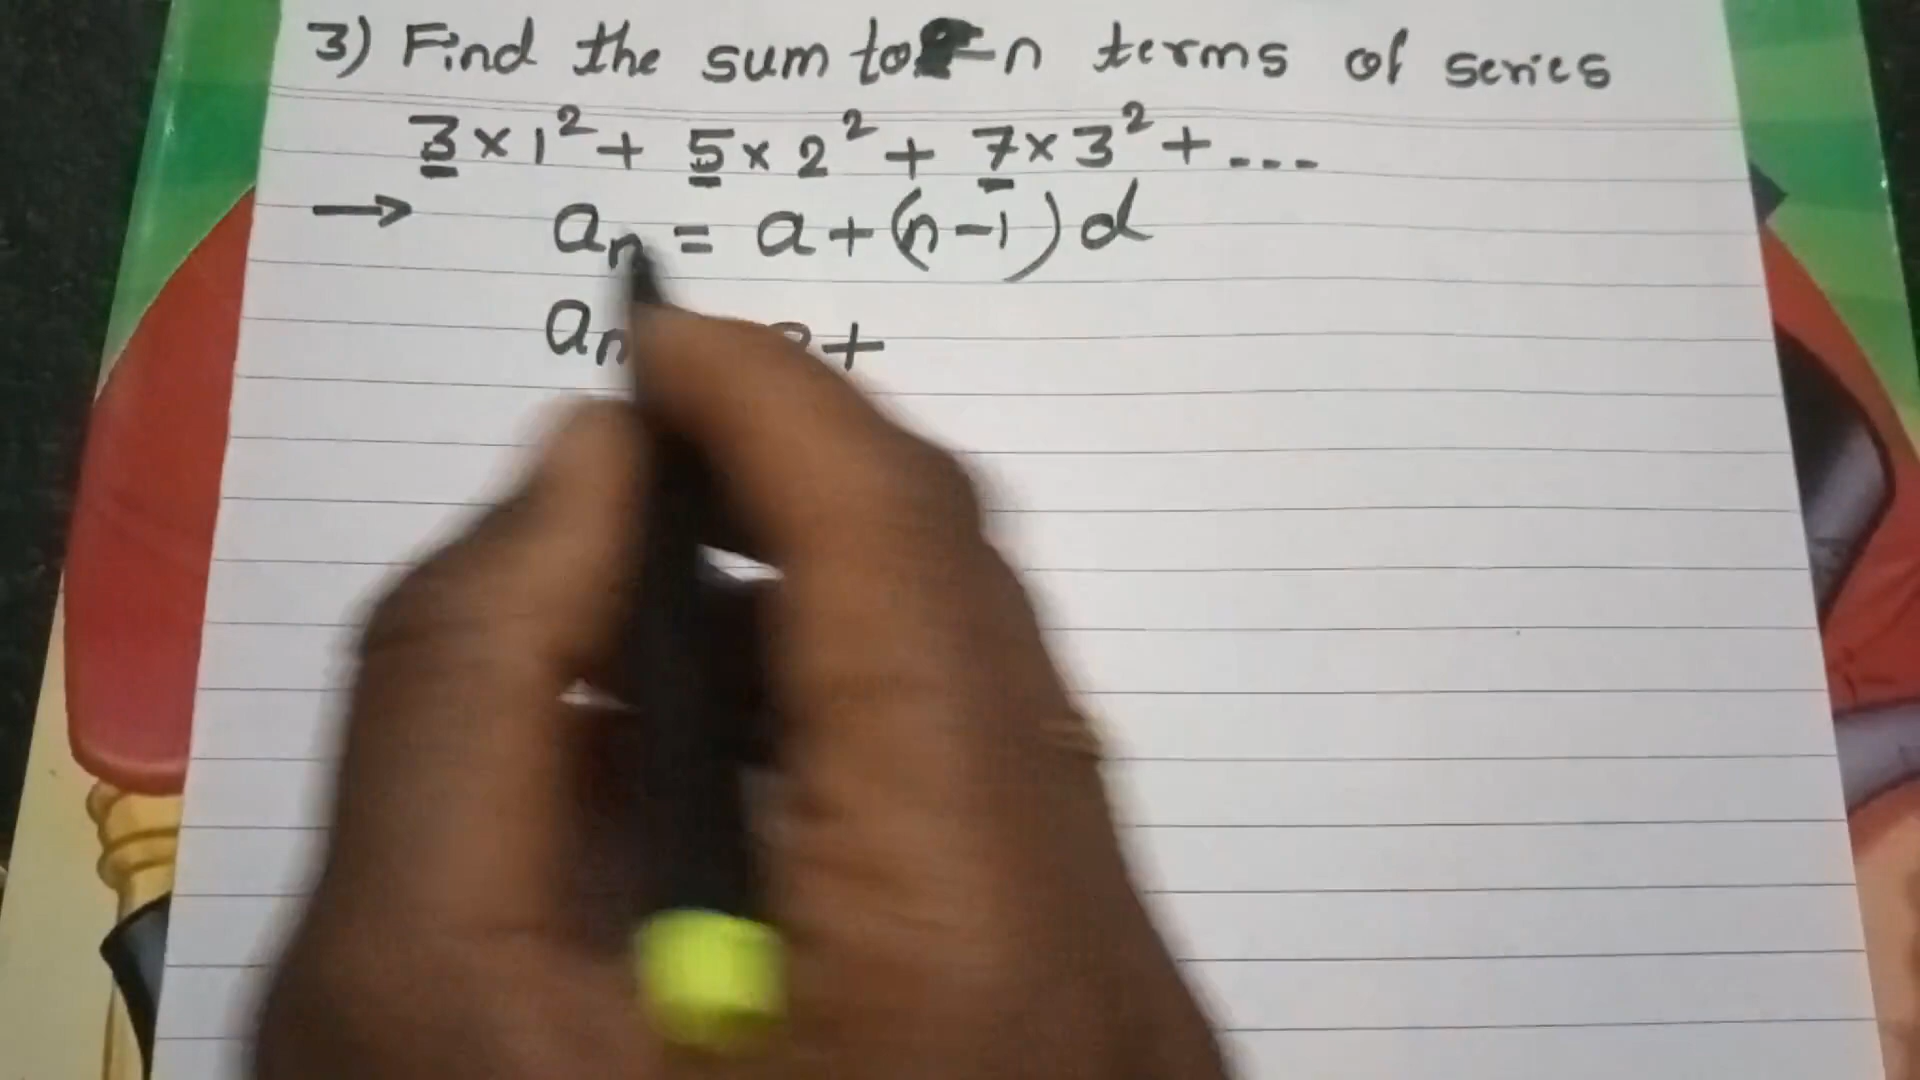 3) Find the sum to n terms of series
3 × 1² + 5 × 2² + 7 × 3² + ...
→ aₙ = a + (n-1) d
aₙ +